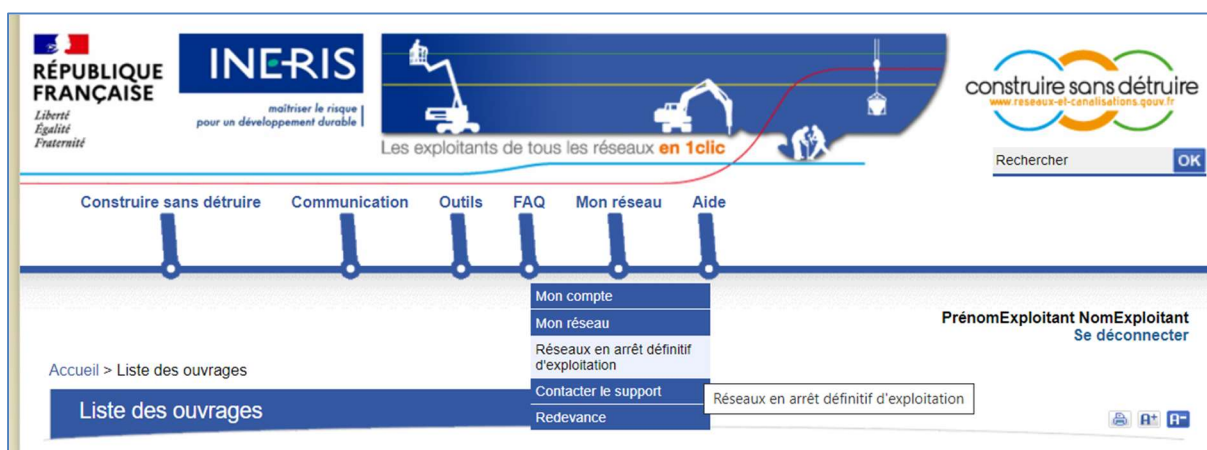 RÉPUBLIQUE
FRANÇAISE
Liberté
Égalité
Fraternité
INERIS
maîtriser le risque
pour un développement durable
Les exploitants de tous les réseaux en 1clic
construire sans détruire
www.reseaux-et-canalisations.gouv.fr
Rechercher
OK
Construire sans détruire
Communication
Outils
FAQ
Mon réseau
Aide
Mon compte
Mon réseau
Réseaux en arrêt définitif
d'exploitation
Contacter le support
Redevance
Réseaux en arrêt définitif d'exploitation
PrénomExploitant NomExploitant
Se déconnecter
Accueil > Liste des ouvrages
Liste des ouvrages
A+
A-